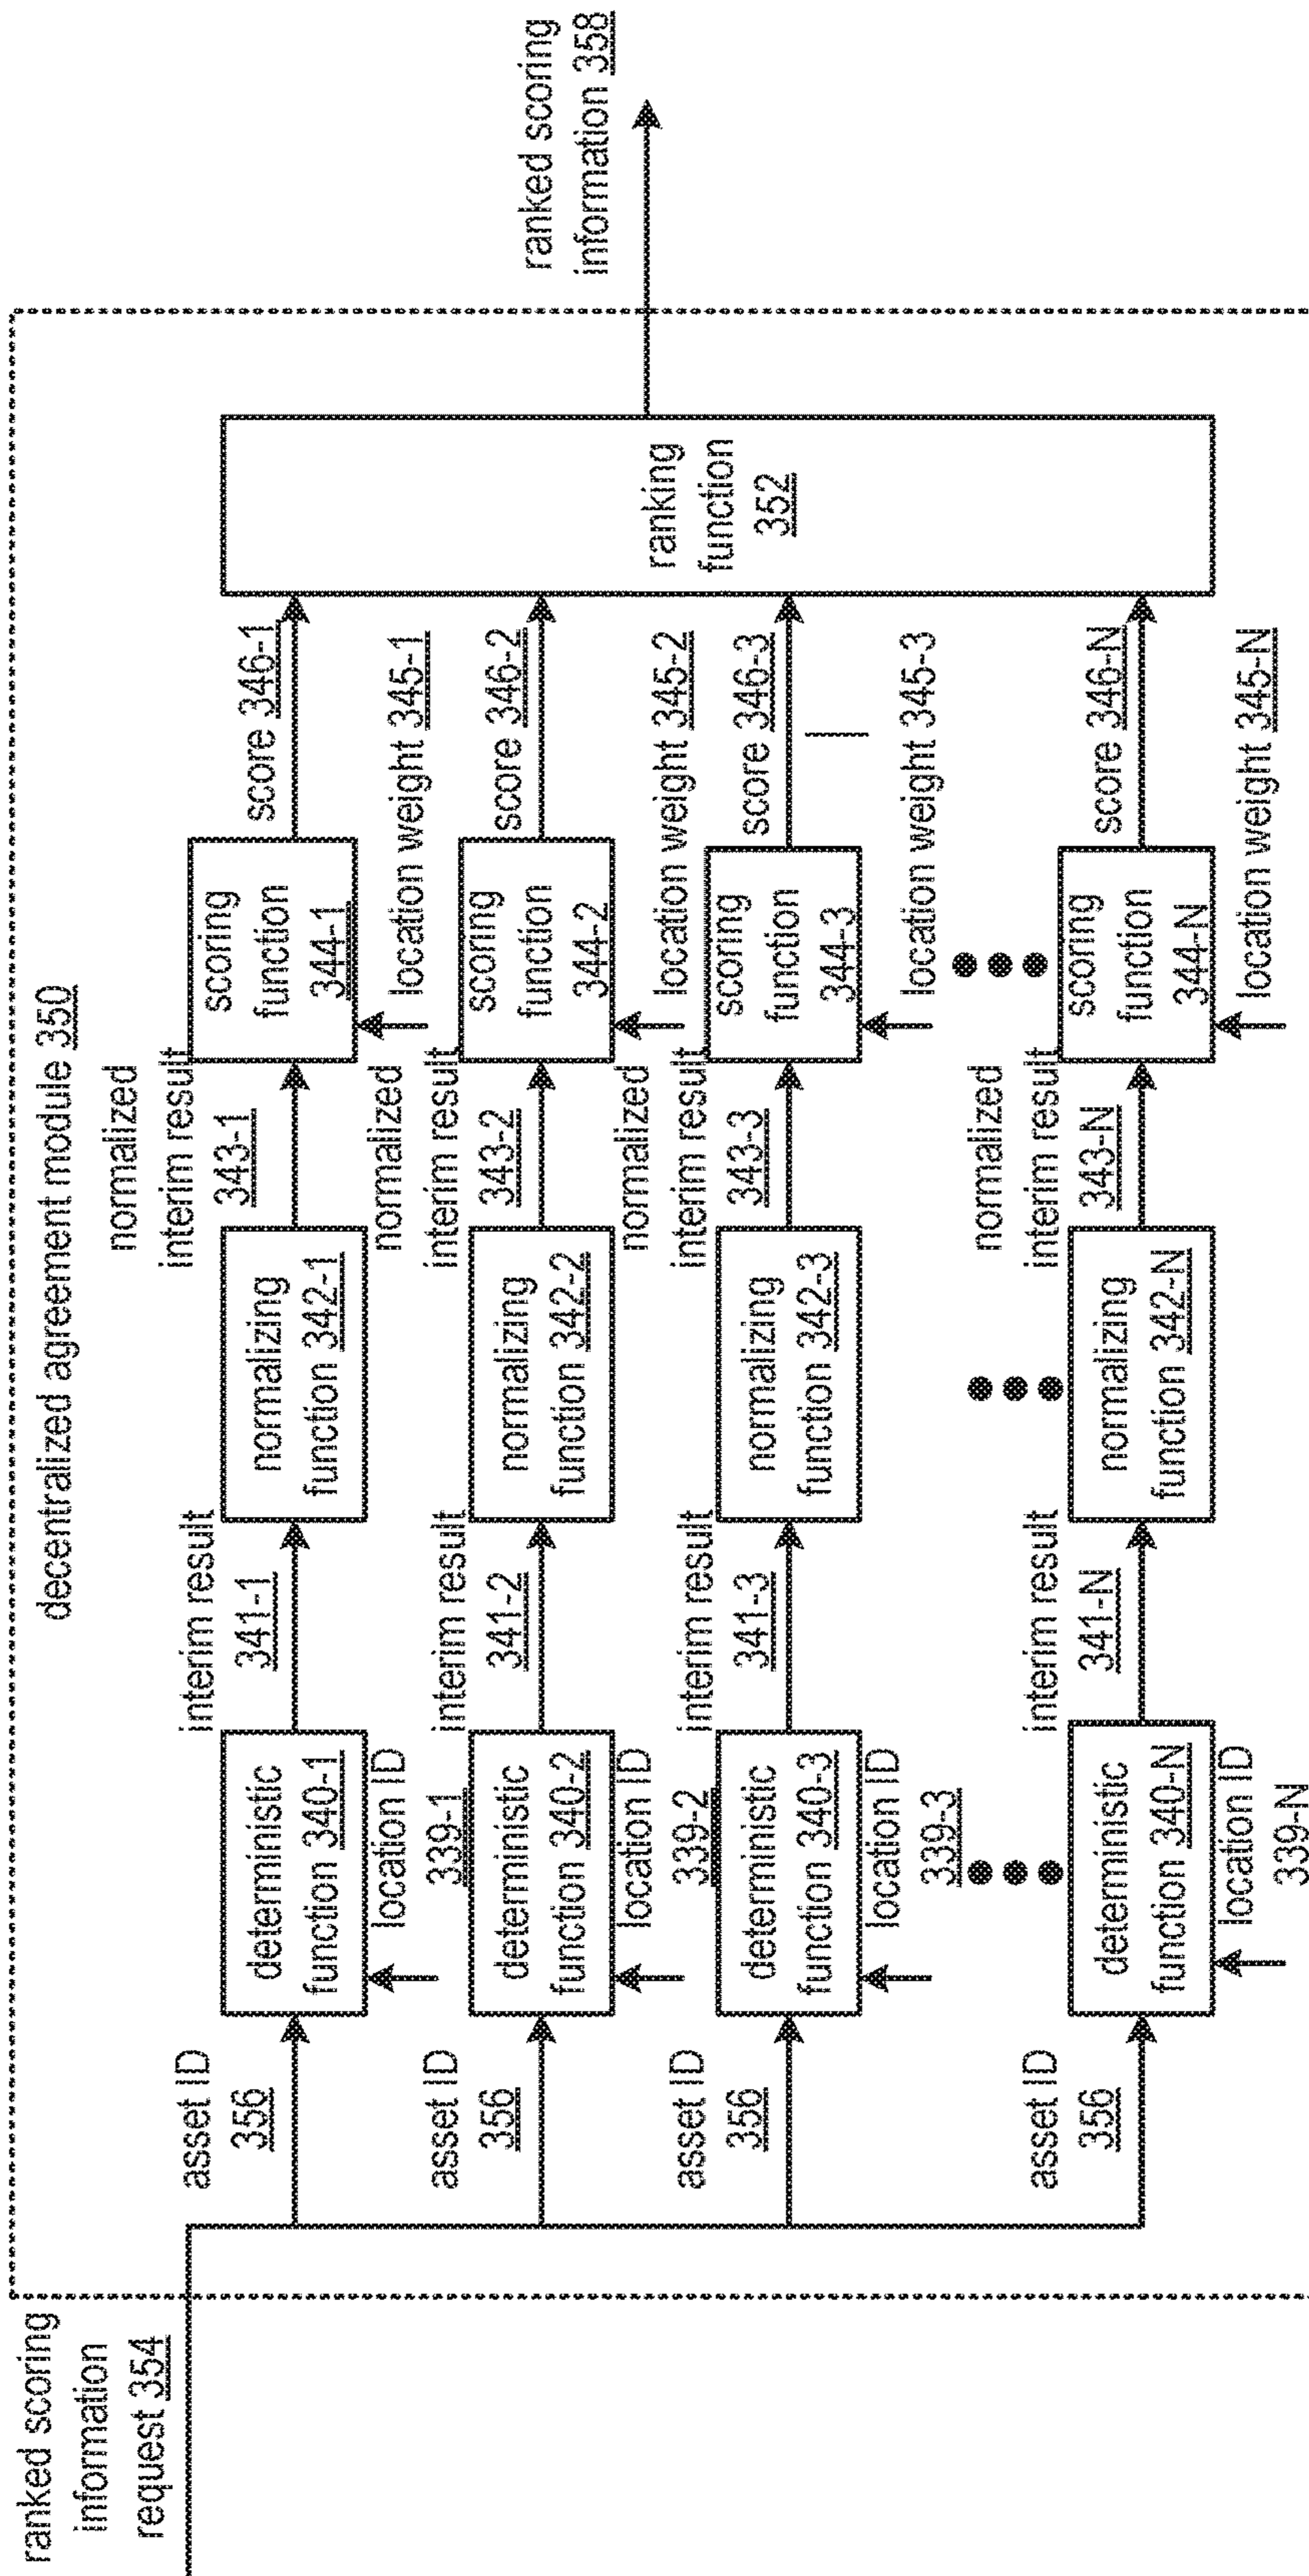 ranked scoring
information
request 354
decentralized agreement module 350
asset ID
356
deterministic
function 340-1
location ID
339-1
interim result
341-1
normalizing
function 342-1
normalized
interim result
343-1
scoring
function
344-1
location weight 345-1
score 346-1
asset ID
356
deterministic
function 340-2
location ID
339-2
interim result
341-2
normalizing
function 342-2
normalized
interim result
343-2
scoring
function
344-2
location weight 345-2
score 346-2
asset ID
356
deterministic
function 340-3
location ID
339-3
interim result
341-3
normalizing
function 342-3
normalized
interim result
343-3
scoring
function
344-3
location weight 345-3
score 346-3
asset ID
356
deterministic
function 340-N
location ID
339-N
interim result
341-N
normalizing
function 342-N
normalized
interim result
343-N
scoring
function
344-N
location weight 345-N
score 346-N
ranking
function
352
ranked scoring
information 358